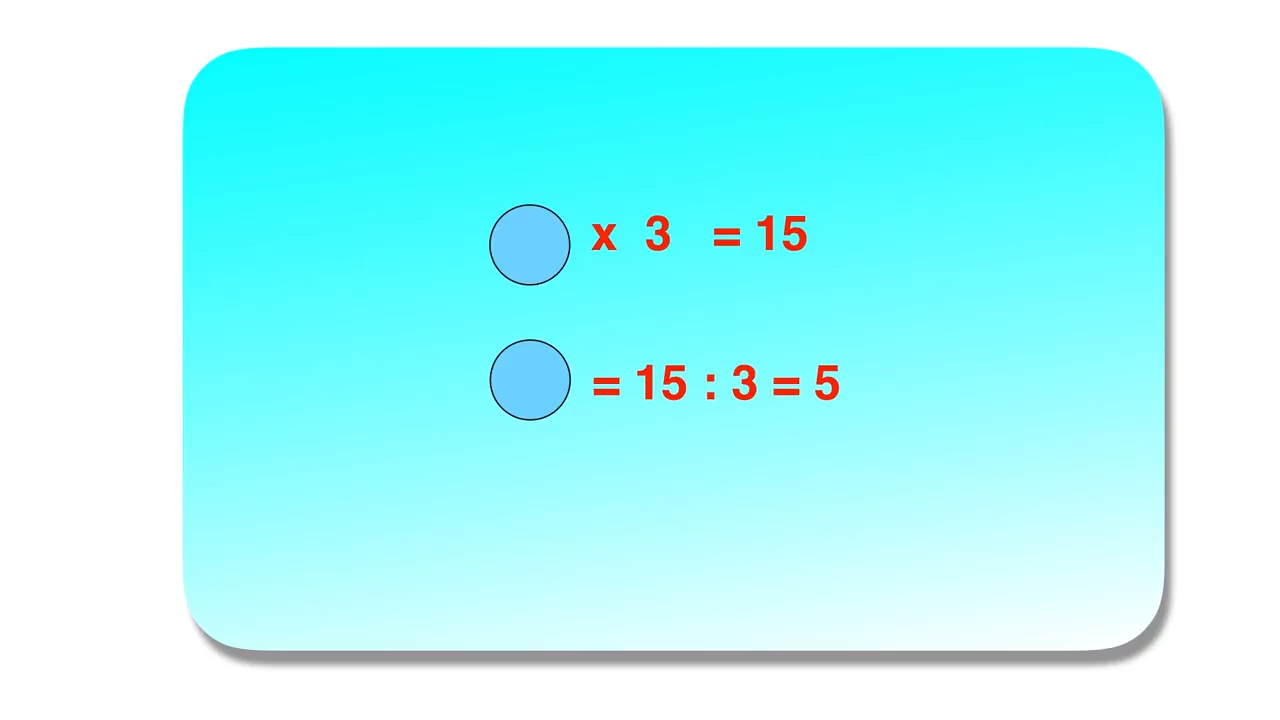 x 3 = 15
= 15 : 3 = 5